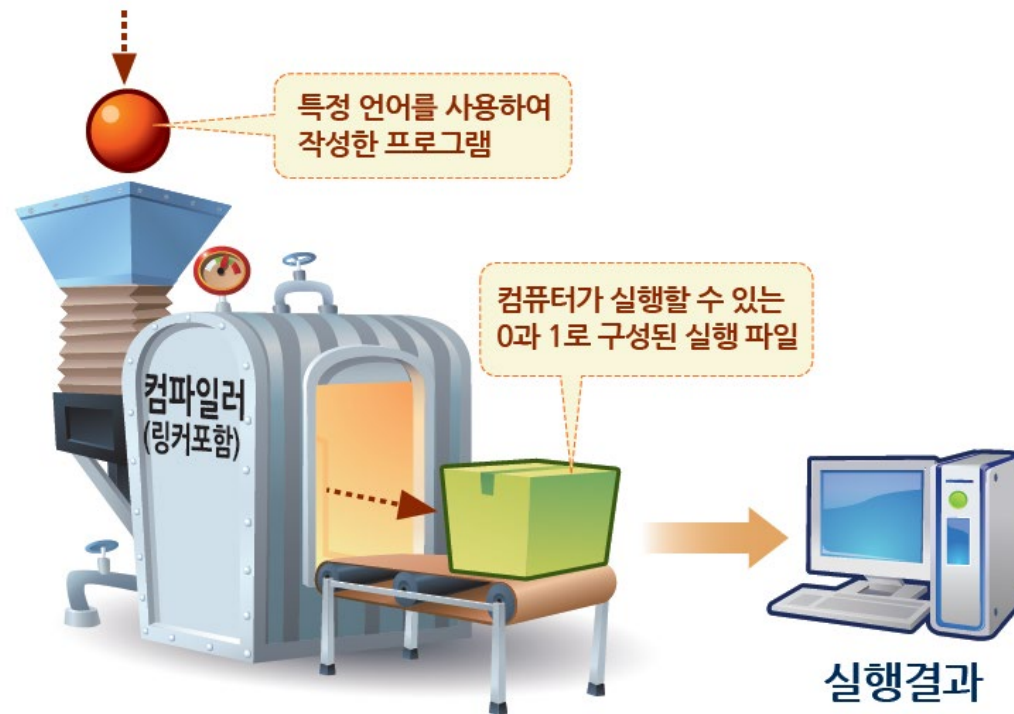 특정 언어를 사용하여
작성한 프로그램
컴퓨터가 실행할 수 있는
0과 1로 구성된 실행 파일
컴파일러
(링커포함)
실행결과